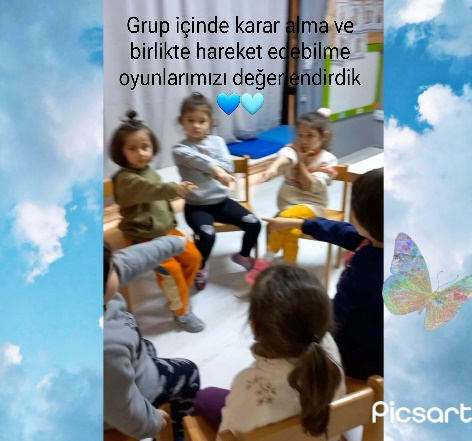 Grup içinde karar alma ve
birlikte hareket edebilme
oyunlarımızı değerlendirdik
Picsart